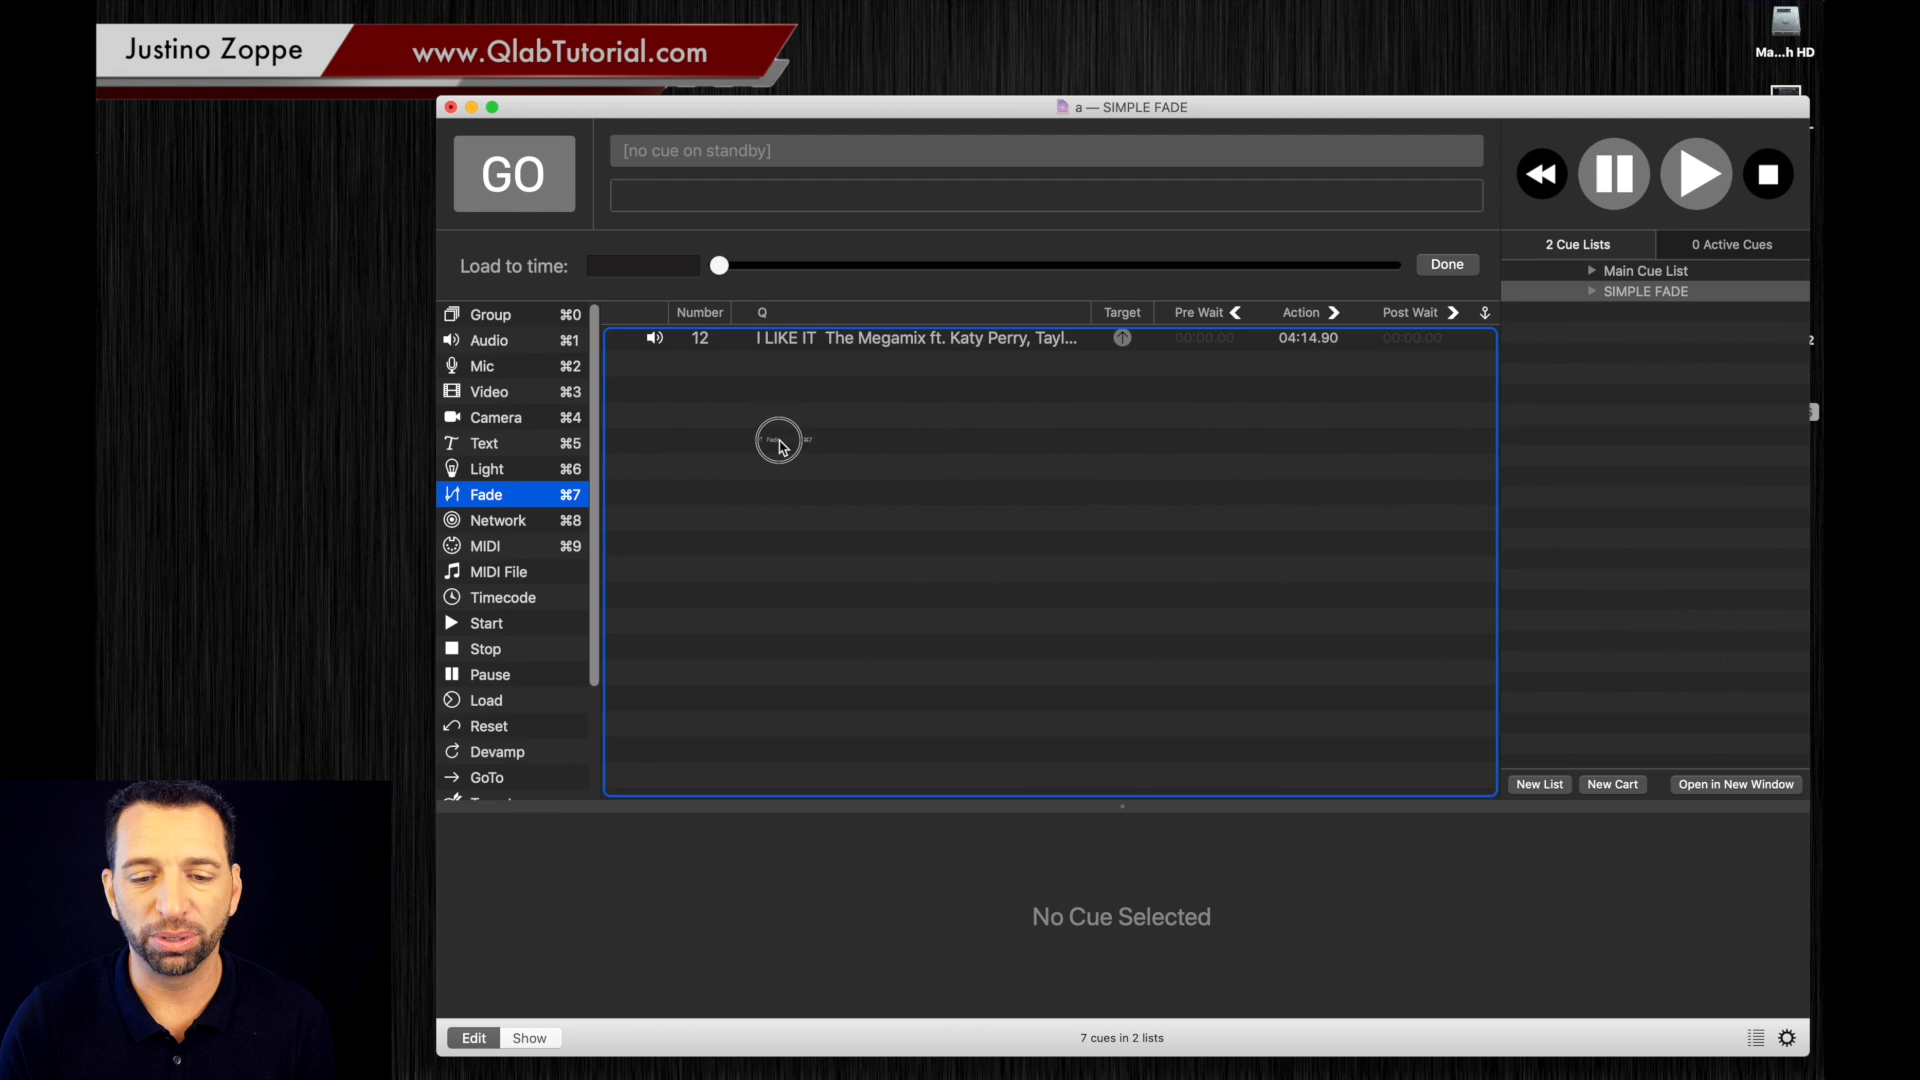 Justino Zoppe
www.QlabTutorial.com
Ma...h HD
a — SIMPLE FADE
GO
[no cue on standby]
2 Cue Lists
0 Active Cues
Load to time:
Done
Main Cue List
SIMPLE FADE
Number
Q
Target
Pre Wait
Action
Post Wait
12
I LIKE IT The Megamix ft. Katy Perry, Tayl...
00:00.00
04:14.90
00:00.00
Group ⌘0
Audio ⌘1
Mic ⌘2
Video ⌘3
Camera ⌘4
Text ⌘5
Light ⌘6
Fade ⌘7
Network ⌘8
MIDI ⌘9
MIDI File
Timecode
Start
Stop
Pause
Load
Reset
Devamp
GoTo
New List
New Cart
Open in New Window
No Cue Selected
Edit
Show
7 cues in 2 lists